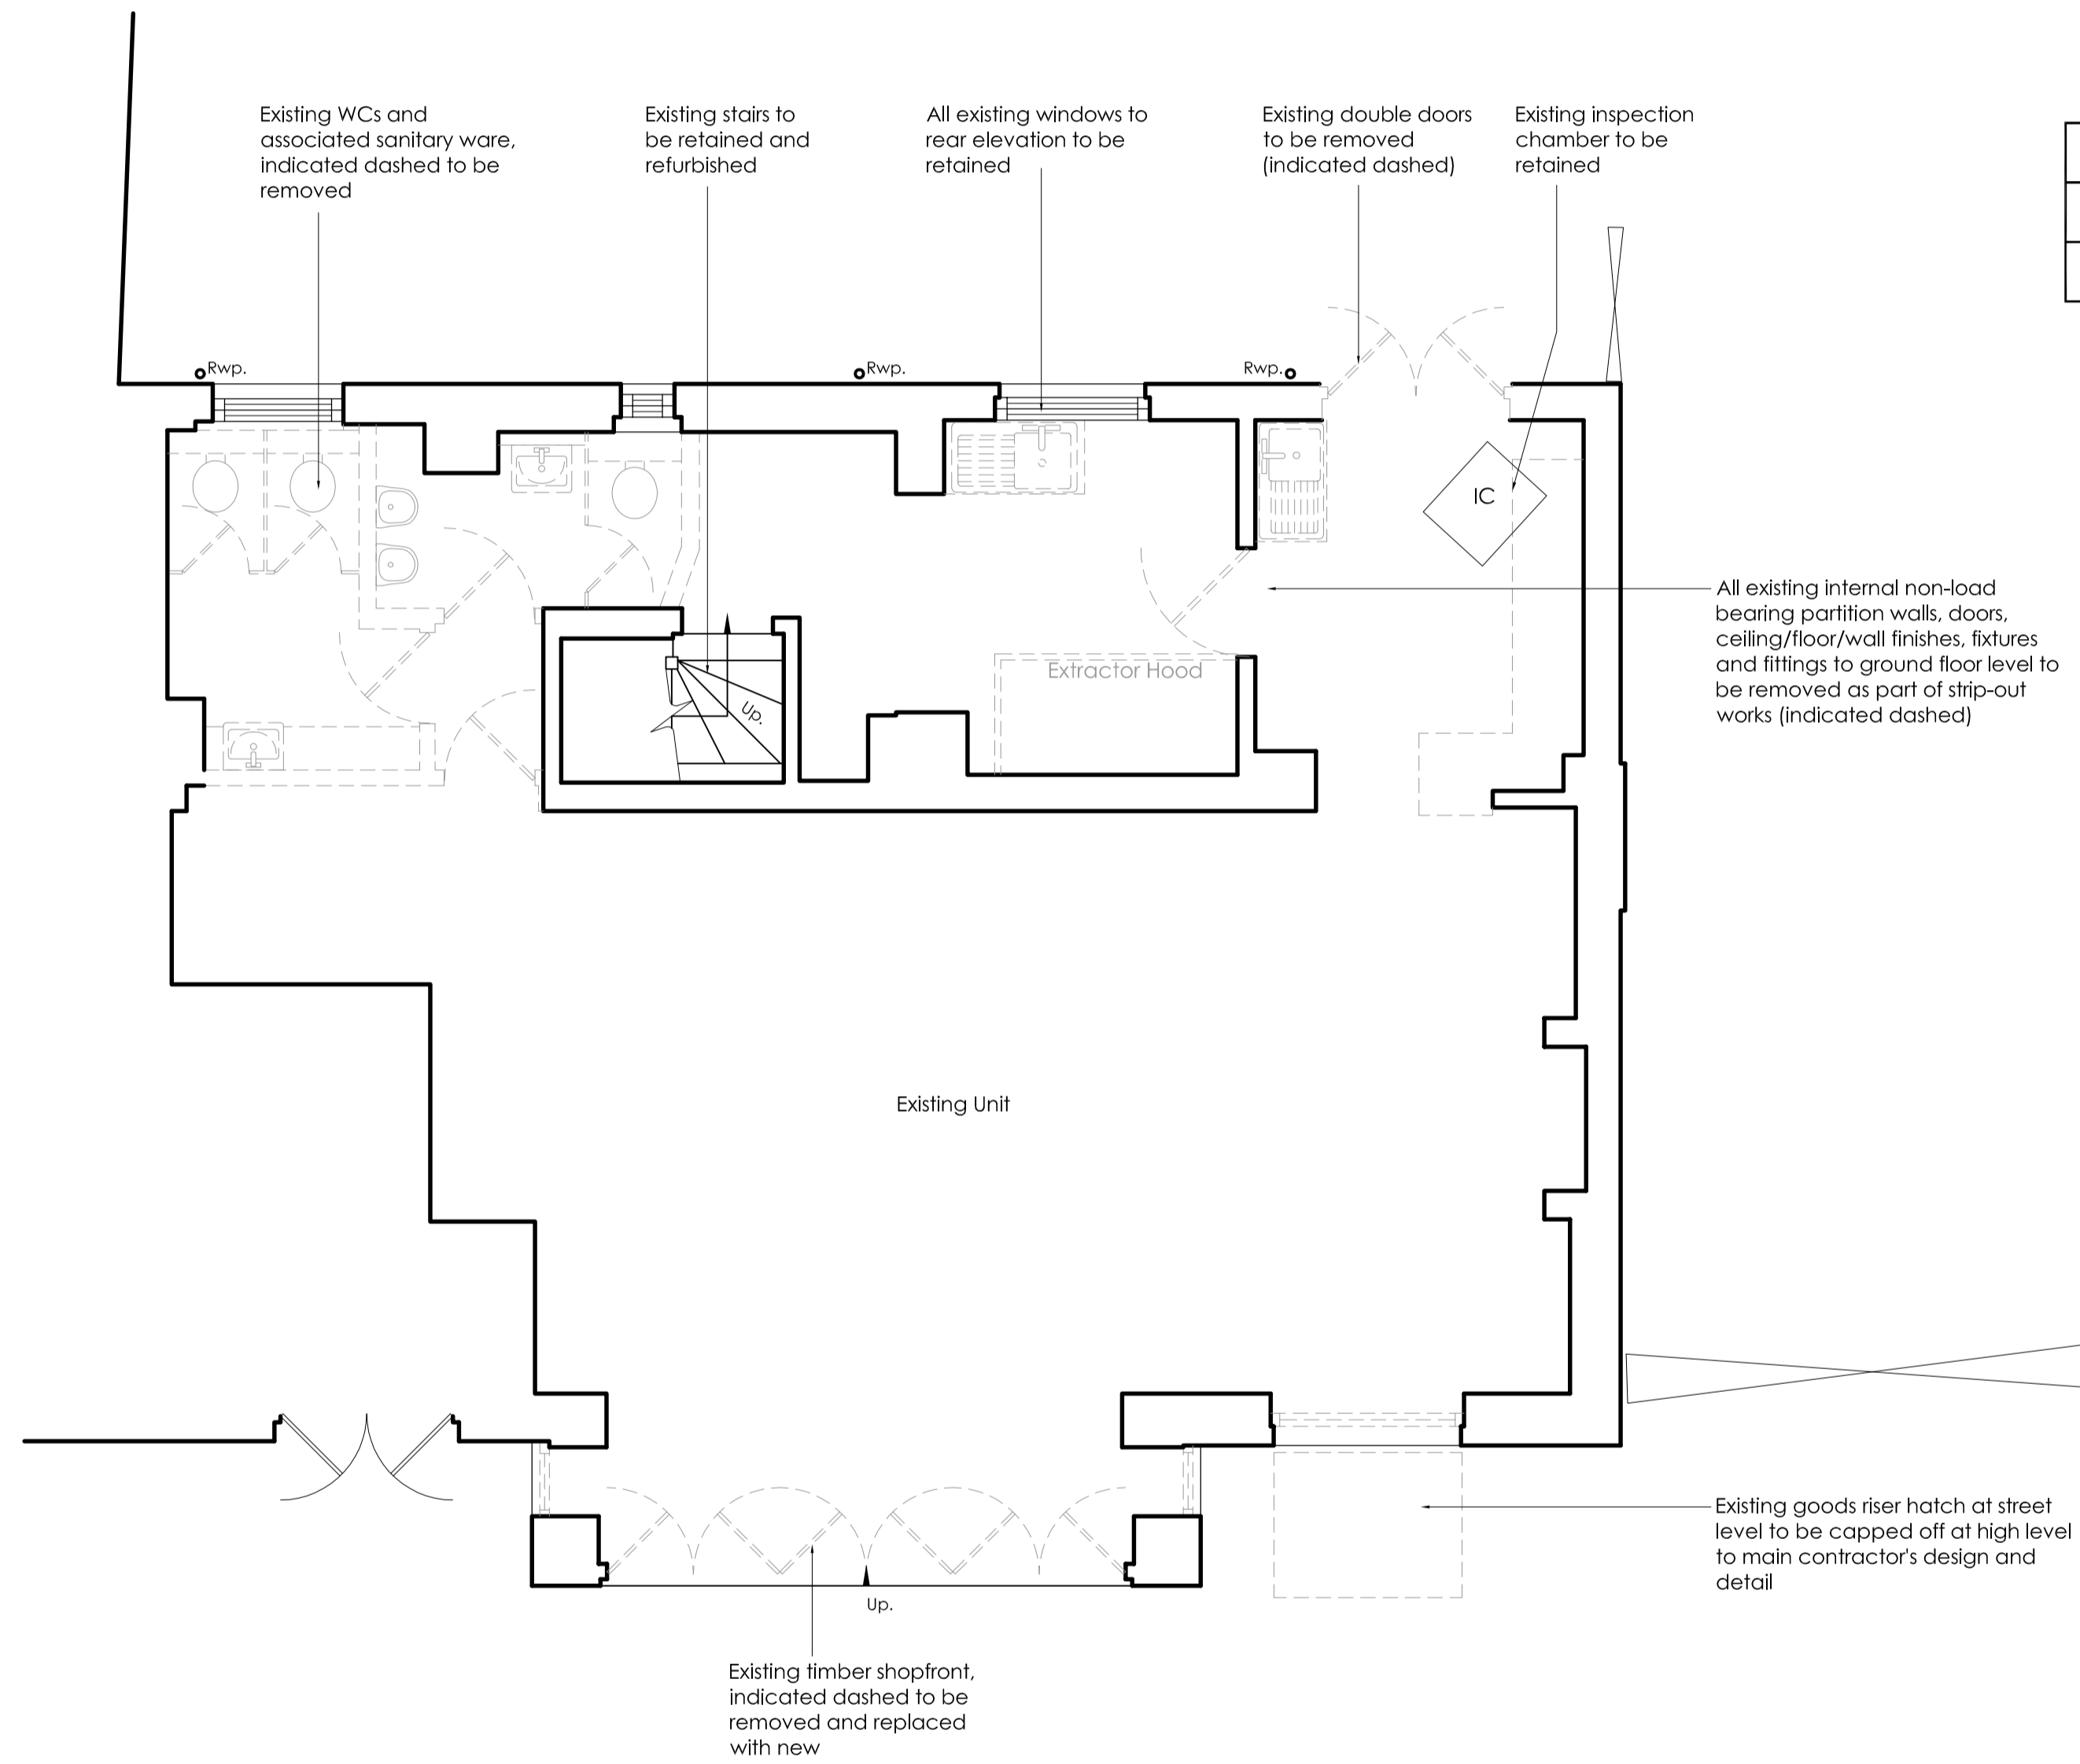 Existing WCs and
associated sanitary ware,
indicated dashed to be
removed
Existing stairs to
be retained and
refurbished
All existing windows to
rear elevation to be
retained
Existing double doors
to be removed
(indicated dashed)
Existing inspection
chamber to be
retained
Rwp.
Rwp.
Rwp.
IC
All existing internal non-load
bearing partition walls, doors,
ceiling/floor/wall finishes, fixtures
and fittings to ground floor level to
be removed as part of strip-out
works (indicated dashed)
Extractor Hood
Up.
Existing Unit
Existing goods riser hatch at street
level to be capped off at high level
to main contractor's design and
detail
Up.
Existing timber shopfront,
indicated dashed to be
removed and replaced
with new